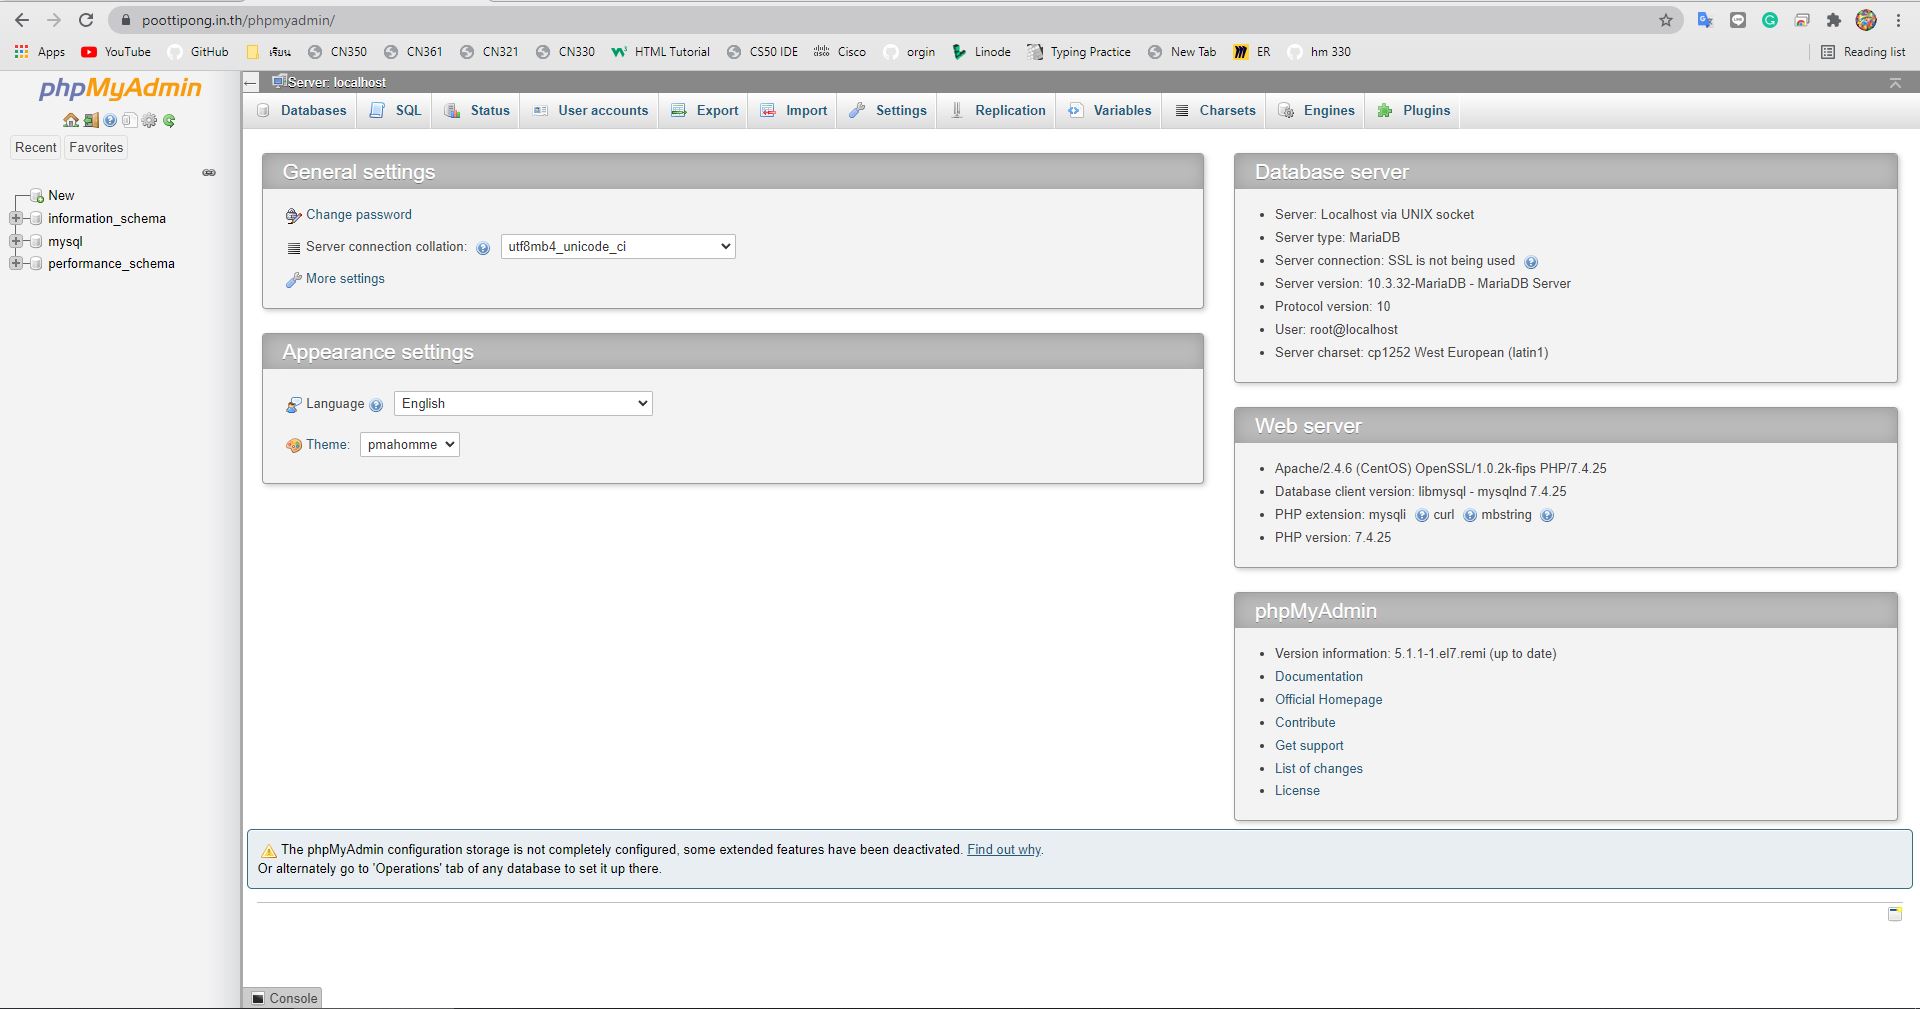 poottipong.in.th/phpmyadmin/
Apps YouTube GitHub เรียน CN350 CN361 CN321 CN330 HTML Tutorial CS50 IDE Cisco orgin Linode Typing Practice New Tab ER hm 330 Reading list
phpMyAdmin
Recent Favorites
New
information_schema
mysql
performance_schema
Server: localhost
Databases SQL Status User accounts Export Import Settings Replication Variables Charsets Engines Plugins
General settings
Change password
Server connection collation: utf8mb4_unicode_ci
More settings
Appearance settings
Language English
Theme: pmahomme
Database server
Server: Localhost via UNIX socket
Server type: MariaDB
Server connection: SSL is not being used
Server version: 10.3.32-MariaDB - MariaDB Server
Protocol version: 10
User: root@localhost
Server charset: cp1252 West European (latin1)
Web server
Apache/2.4.6 (CentOS) OpenSSL/1.0.2k-fips PHP/7.4.25
Database client version: libmysql - mysqlnd 7.4.25
PHP extension: mysqli curl mbstring
PHP version: 7.4.25
phpMyAdmin
Version information: 5.1.1-1.el7.remi (up to date)
Documentation
Official Homepage
Contribute
Get support
List of changes
License
The phpMyAdmin configuration storage is not completely configured, some extended features have been deactivated. Find out why.
Or alternately go to 'Operations' tab of any database to set it up there.
Console